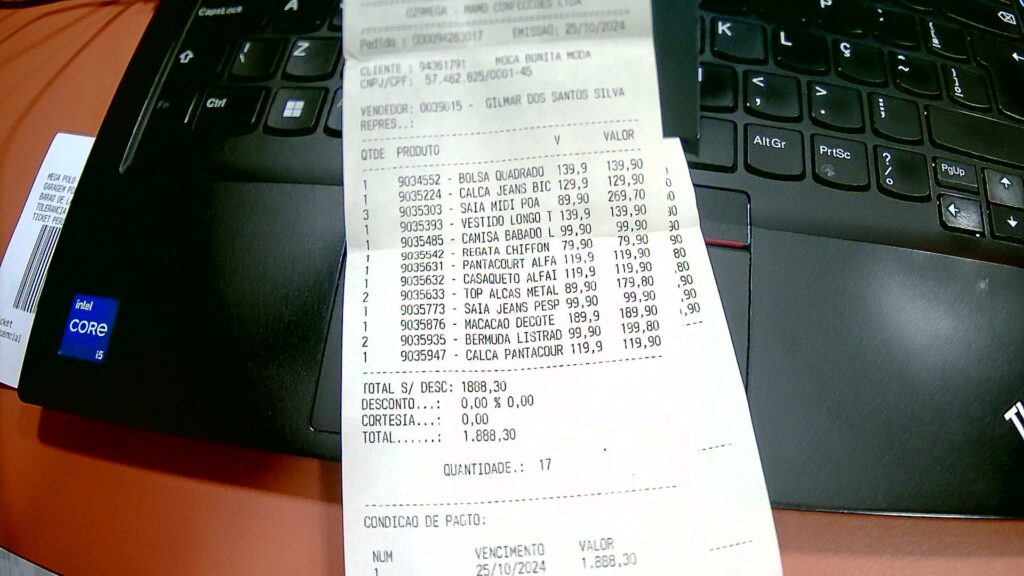 029MEGA - MAMO CONFECCOES LTDA
Pedido : 000094263017 EMISSAO: 25/10/2024
CLIENTE : 94361791 MOCA BONITA MODA
CNPJ/CPF: 57.462.825/0001-45
VENDEDOR: 0039015 - GILMAR DOS SANTOS SILVA
REPRES..:
QTDE PRODUTO V VALOR
1 9034552 - BOLSA QUADRADO 139,9 139,90
1 9035224 - CALCA JEANS BIC 129,9 129,90
3 9035303 - SAIA MIDI POA 89,90 269,70
1 9035393 - VESTIDO LONGO T 139,9 139,90
1 9035485 - CAMISA BABADO L 99,90 99,90
1 9035542 - REGATA CHIFFON 79,90 79,90
1 9035631 - PANTACOURT ALFA 119,9 119,90
1 9035632 - CASAQUETO ALFAI 119,9 119,90
2 9035633 - TOP ALCAS METAL 89,90 179,80
1 9035773 - SAIA JEANS PESP 99,90 99,90
1 9035876 - MACACAO DECOTE 189,9 189,90
2 9035935 - BERMUDA LISTRAD 99,90 199,80
1 9035947 - CALCA PANTACOUR 119,9 119,90
TOTAL S/ DESC: 1888,30
DESCONTO...: 0,00 % 0,00
CORTESIA...: 0,00
TOTAL......: 1.888,30
QUANTIDADE.: 17
CONDICAO DE PAGTO:
NUM VENCIMENTO VALOR
1 25/10/2024 1.888,30
MEGA POLO
intel
CORE
i5
CapsLock
A
Z
Ctrl
Fn
K
L
Ç
P
AltGr
PrtSc
PgUp